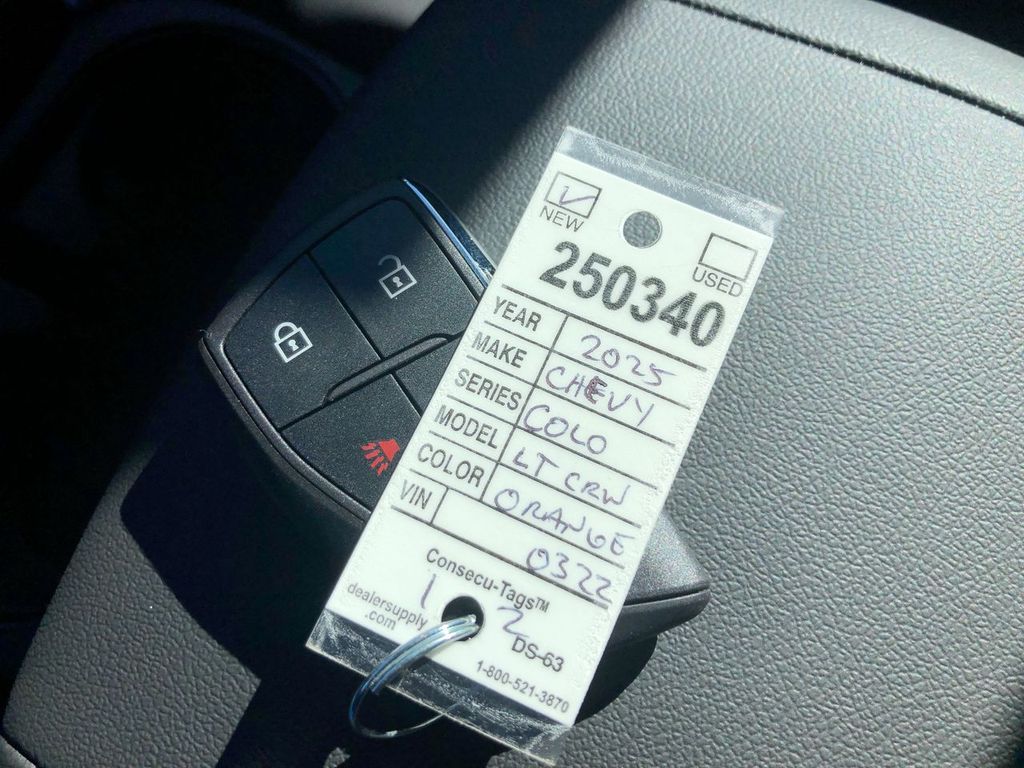 NEW USED
250340
YEAR 2025
MAKE CHEVY
SERIES COLO
MODEL LT CRW
COLOR ORANGE
VIN 0322
Consecu-Tags™
1 2
dealersupply
.com
DS-63
1-800-521-3870